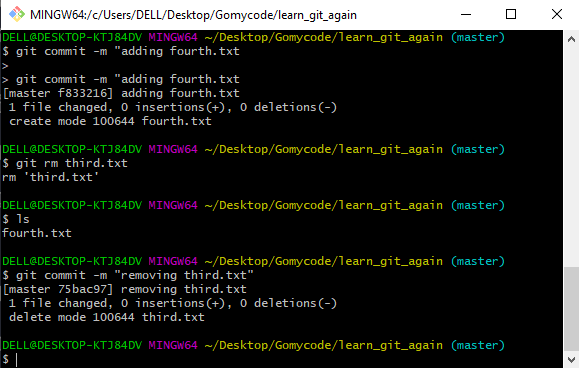 MINGW64:/c/Users/DELL/Desktop/Gomycode/learn_git_again
DELL@DESKTOP-KTJ84DV MINGW64 ~/Desktop/Gomycode/learn_git_again (master)
$ git commit -m "adding fourth.txt
>
> git commit -m "adding fourth.txt
[master f833216] adding fourth.txt
 1 file changed, 0 insertions(+), 0 deletions(-)
 create mode 100644 fourth.txt
DELL@DESKTOP-KTJ84DV MINGW64 ~/Desktop/Gomycode/learn_git_again (master)
$ git rm third.txt
rm 'third.txt'
DELL@DESKTOP-KTJ84DV MINGW64 ~/Desktop/Gomycode/learn_git_again (master)
$ ls
fourth.txt
DELL@DESKTOP-KTJ84DV MINGW64 ~/Desktop/Gomycode/learn_git_again (master)
$ git commit -m "removing third.txt"
[master 75bac97] removing third.txt
 1 file changed, 0 insertions(+), 0 deletions(-)
 delete mode 100644 third.txt
DELL@DESKTOP-KTJ84DV MINGW64 ~/Desktop/Gomycode/learn_git_again (master)
$